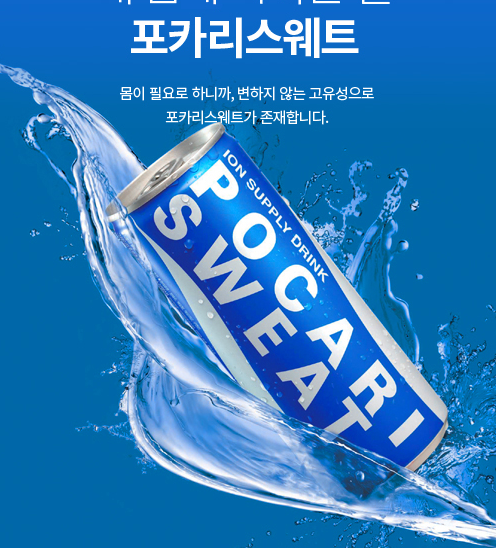 포카리스웨트
몸이 필요로 하니까, 변하지 않는 고유성으로
포카리스웨트가 존재합니다.
ION SUPPLY DRINK
POCARI
SWEAT